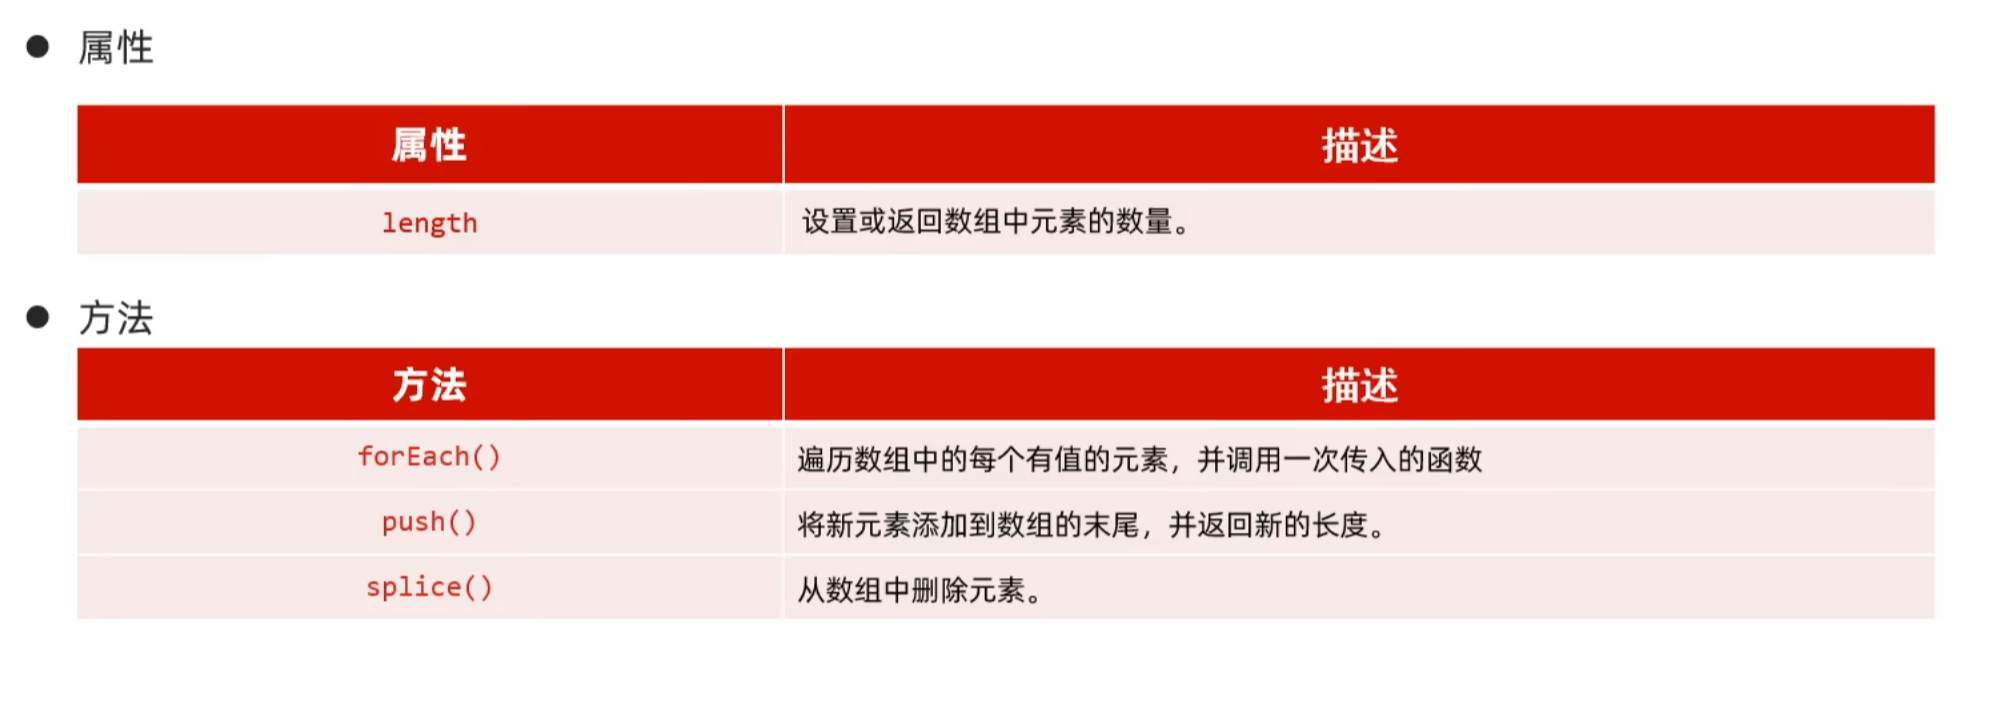 ● 属性
属性 描述
length 设置或返回数组中元素的数量。
● 方法
方法 描述
forEach() 遍历数组中的每个有值的元素，并调用一次传入的函数
push() 将新元素添加到数组的末尾，并返回新的长度。
splice() 从数组中删除元素。